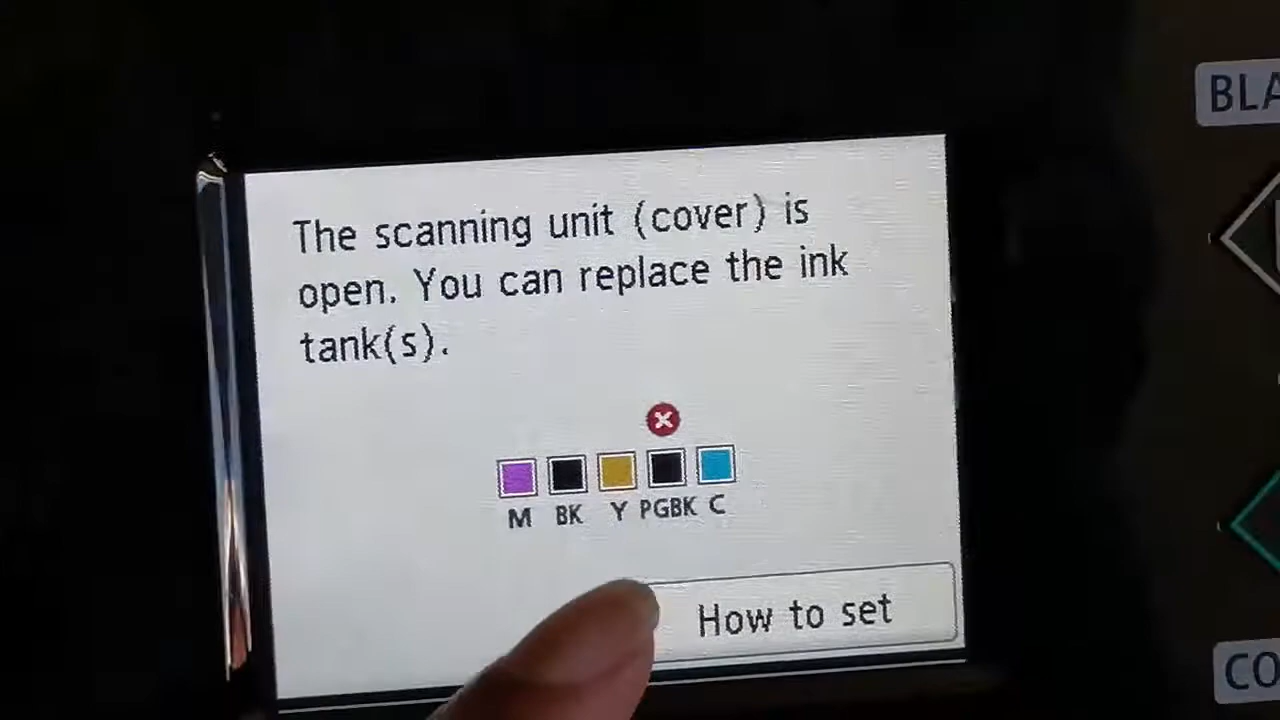 BLA
The scanning unit (cover) is
open. You can replace the ink
tank(s).
M BK Y PGBK C
How to set
CO